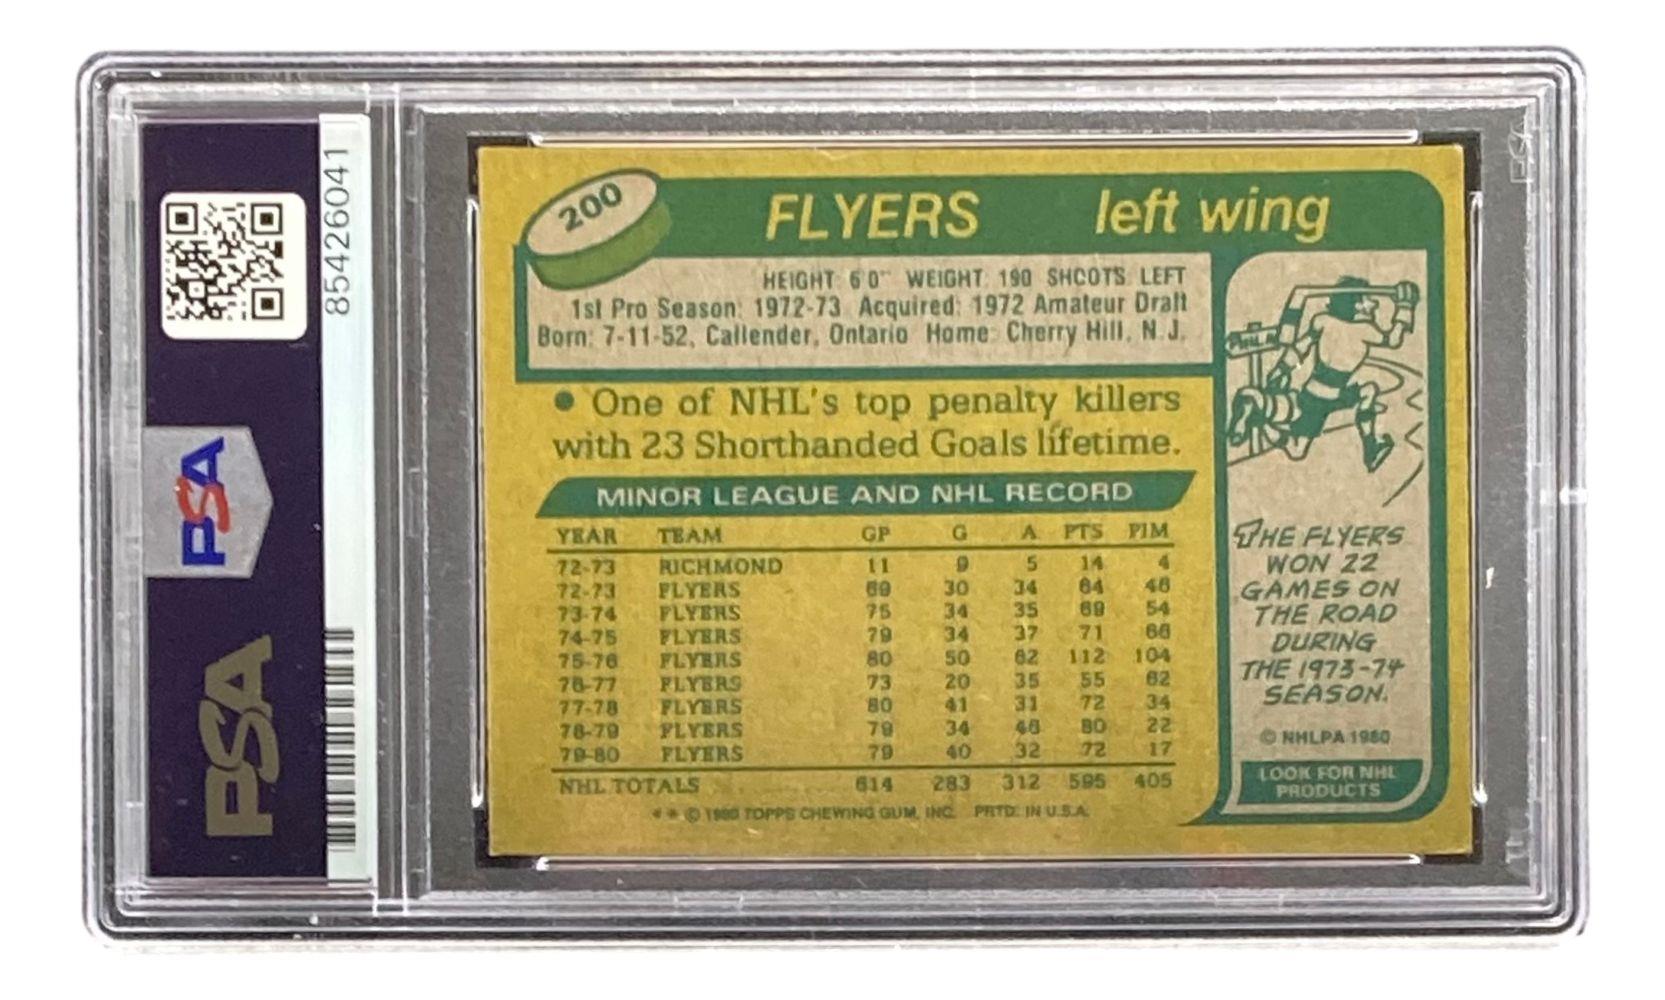 85426041
PSA
PSA
200
FLYERS left wing
HEIGHT: 6'0" WEIGHT: 190 SHOOTS: LEFT
1st Pro Season: 1972-73 Acquired: 1972 Amateur Draft
Born: 7-11-52, Callender, Ontario Home: Cherry Hill, N.J.
• One of NHL's top penalty killers
with 23 Shorthanded Goals lifetime.
MINOR LEAGUE AND NHL RECORD
YEAR TEAM GP G A PTS PIM
72-73 RICHMOND 11 9 5 14 4
72-73 FLYERS 69 30 34 64 46
73-74 FLYERS 75 34 35 69 54
74-75 FLYERS 79 34 37 71 66
75-76 FLYERS 80 50 62 112 104
76-77 FLYERS 73 20 35 55 62
77-78 FLYERS 80 41 31 72 34
78-79 FLYERS 79 34 46 80 22
79-80 FLYERS 79 40 32 72 17
NHL TOTALS 614 283 312 595 405
* * © 1980 TOPPS CHEWING GUM, INC. PRTD. IN U.S.A.
PHILA
THE FLYERS
WON 22
GAMES ON
THE ROAD
DURING
THE 1973-74
SEASON.
© NHLPA 1980
LOOK FOR NHL
PRODUCTS